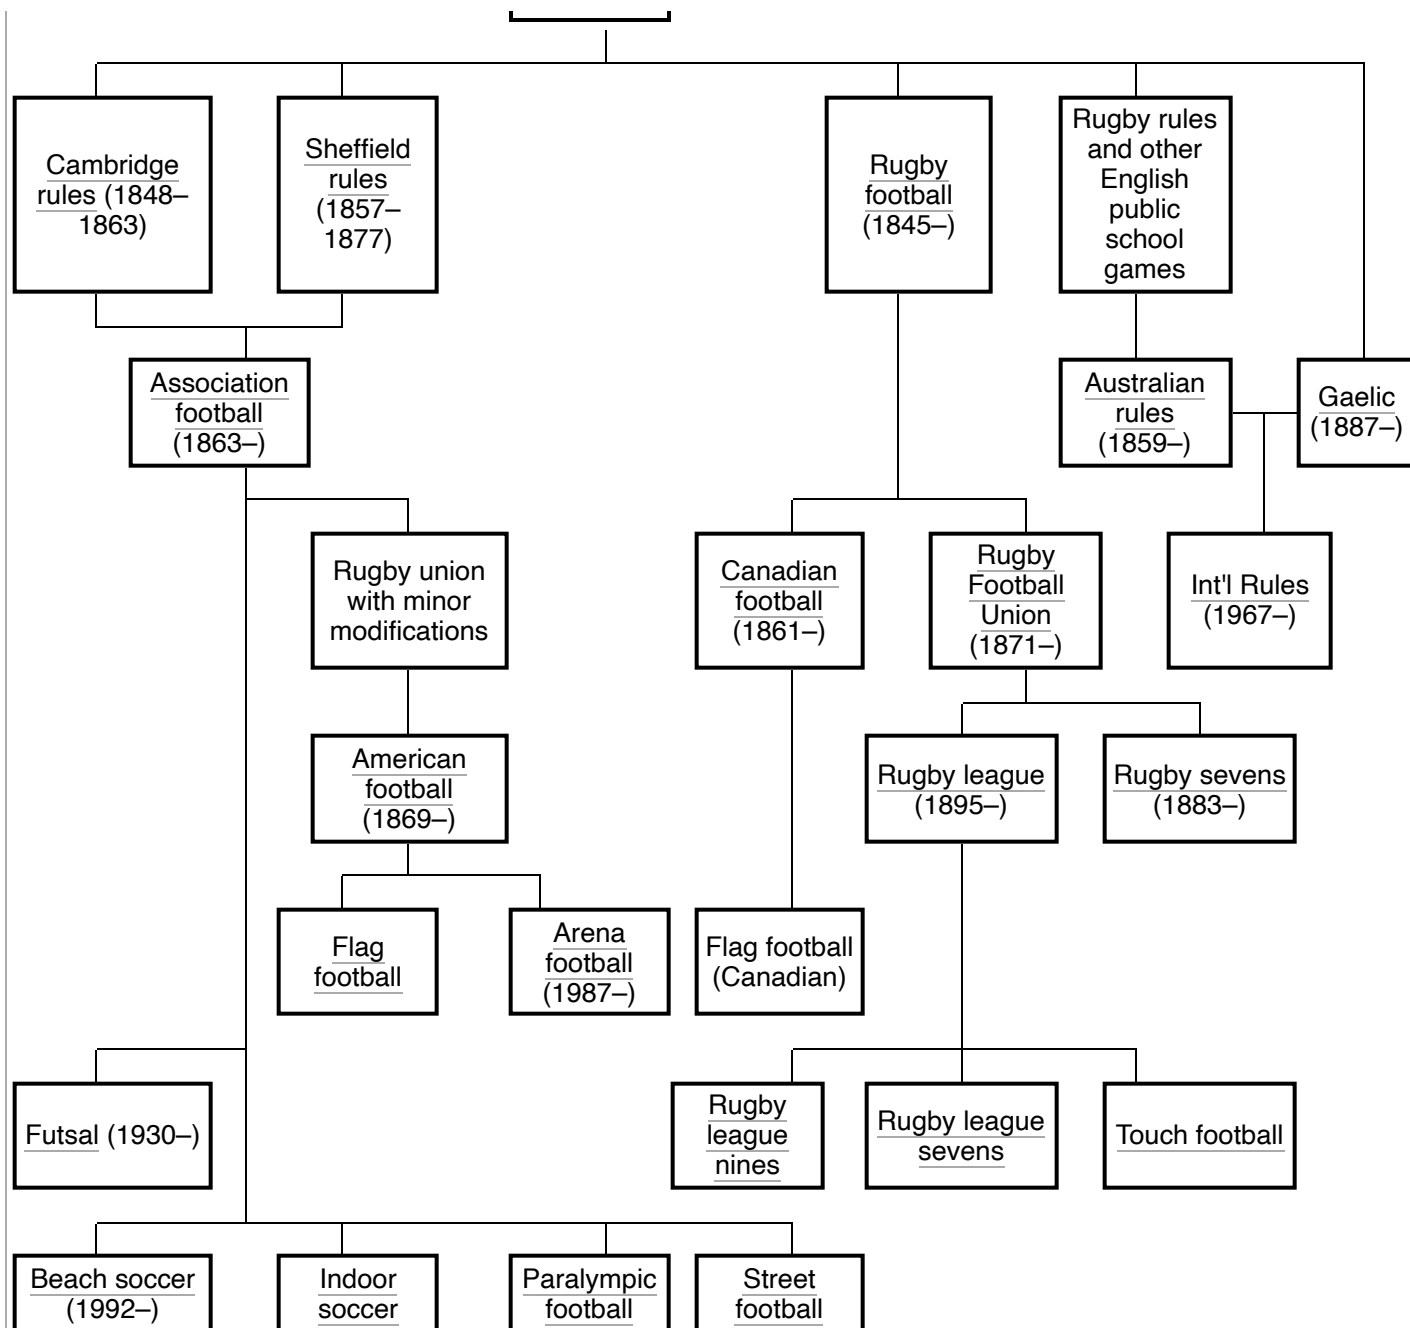 Cambridge
rules (1848–
1863)
Sheffield
rules
(1857–
1877)
Rugby
football
(1845–)
Rugby rules
and other
English
public
school
games
Association
football
(1863–)
Australian
rules
(1859–)
Gaelic
(1887–)
Rugby union
with minor
modifications
Canadian
football
(1861–)
Rugby
Football
Union
(1871–)
Int'l Rules
(1967–)
American
football
(1869–)
Rugby league
(1895–)
Rugby sevens
(1883–)
Flag
football
Arena
football
(1987–)
Flag football
(Canadian)
Futsal (1930–)
Rugby
league
nines
Rugby league
sevens
Touch football
Beach soccer
(1992–)
Indoor
soccer
Paralympic
football
Street
football